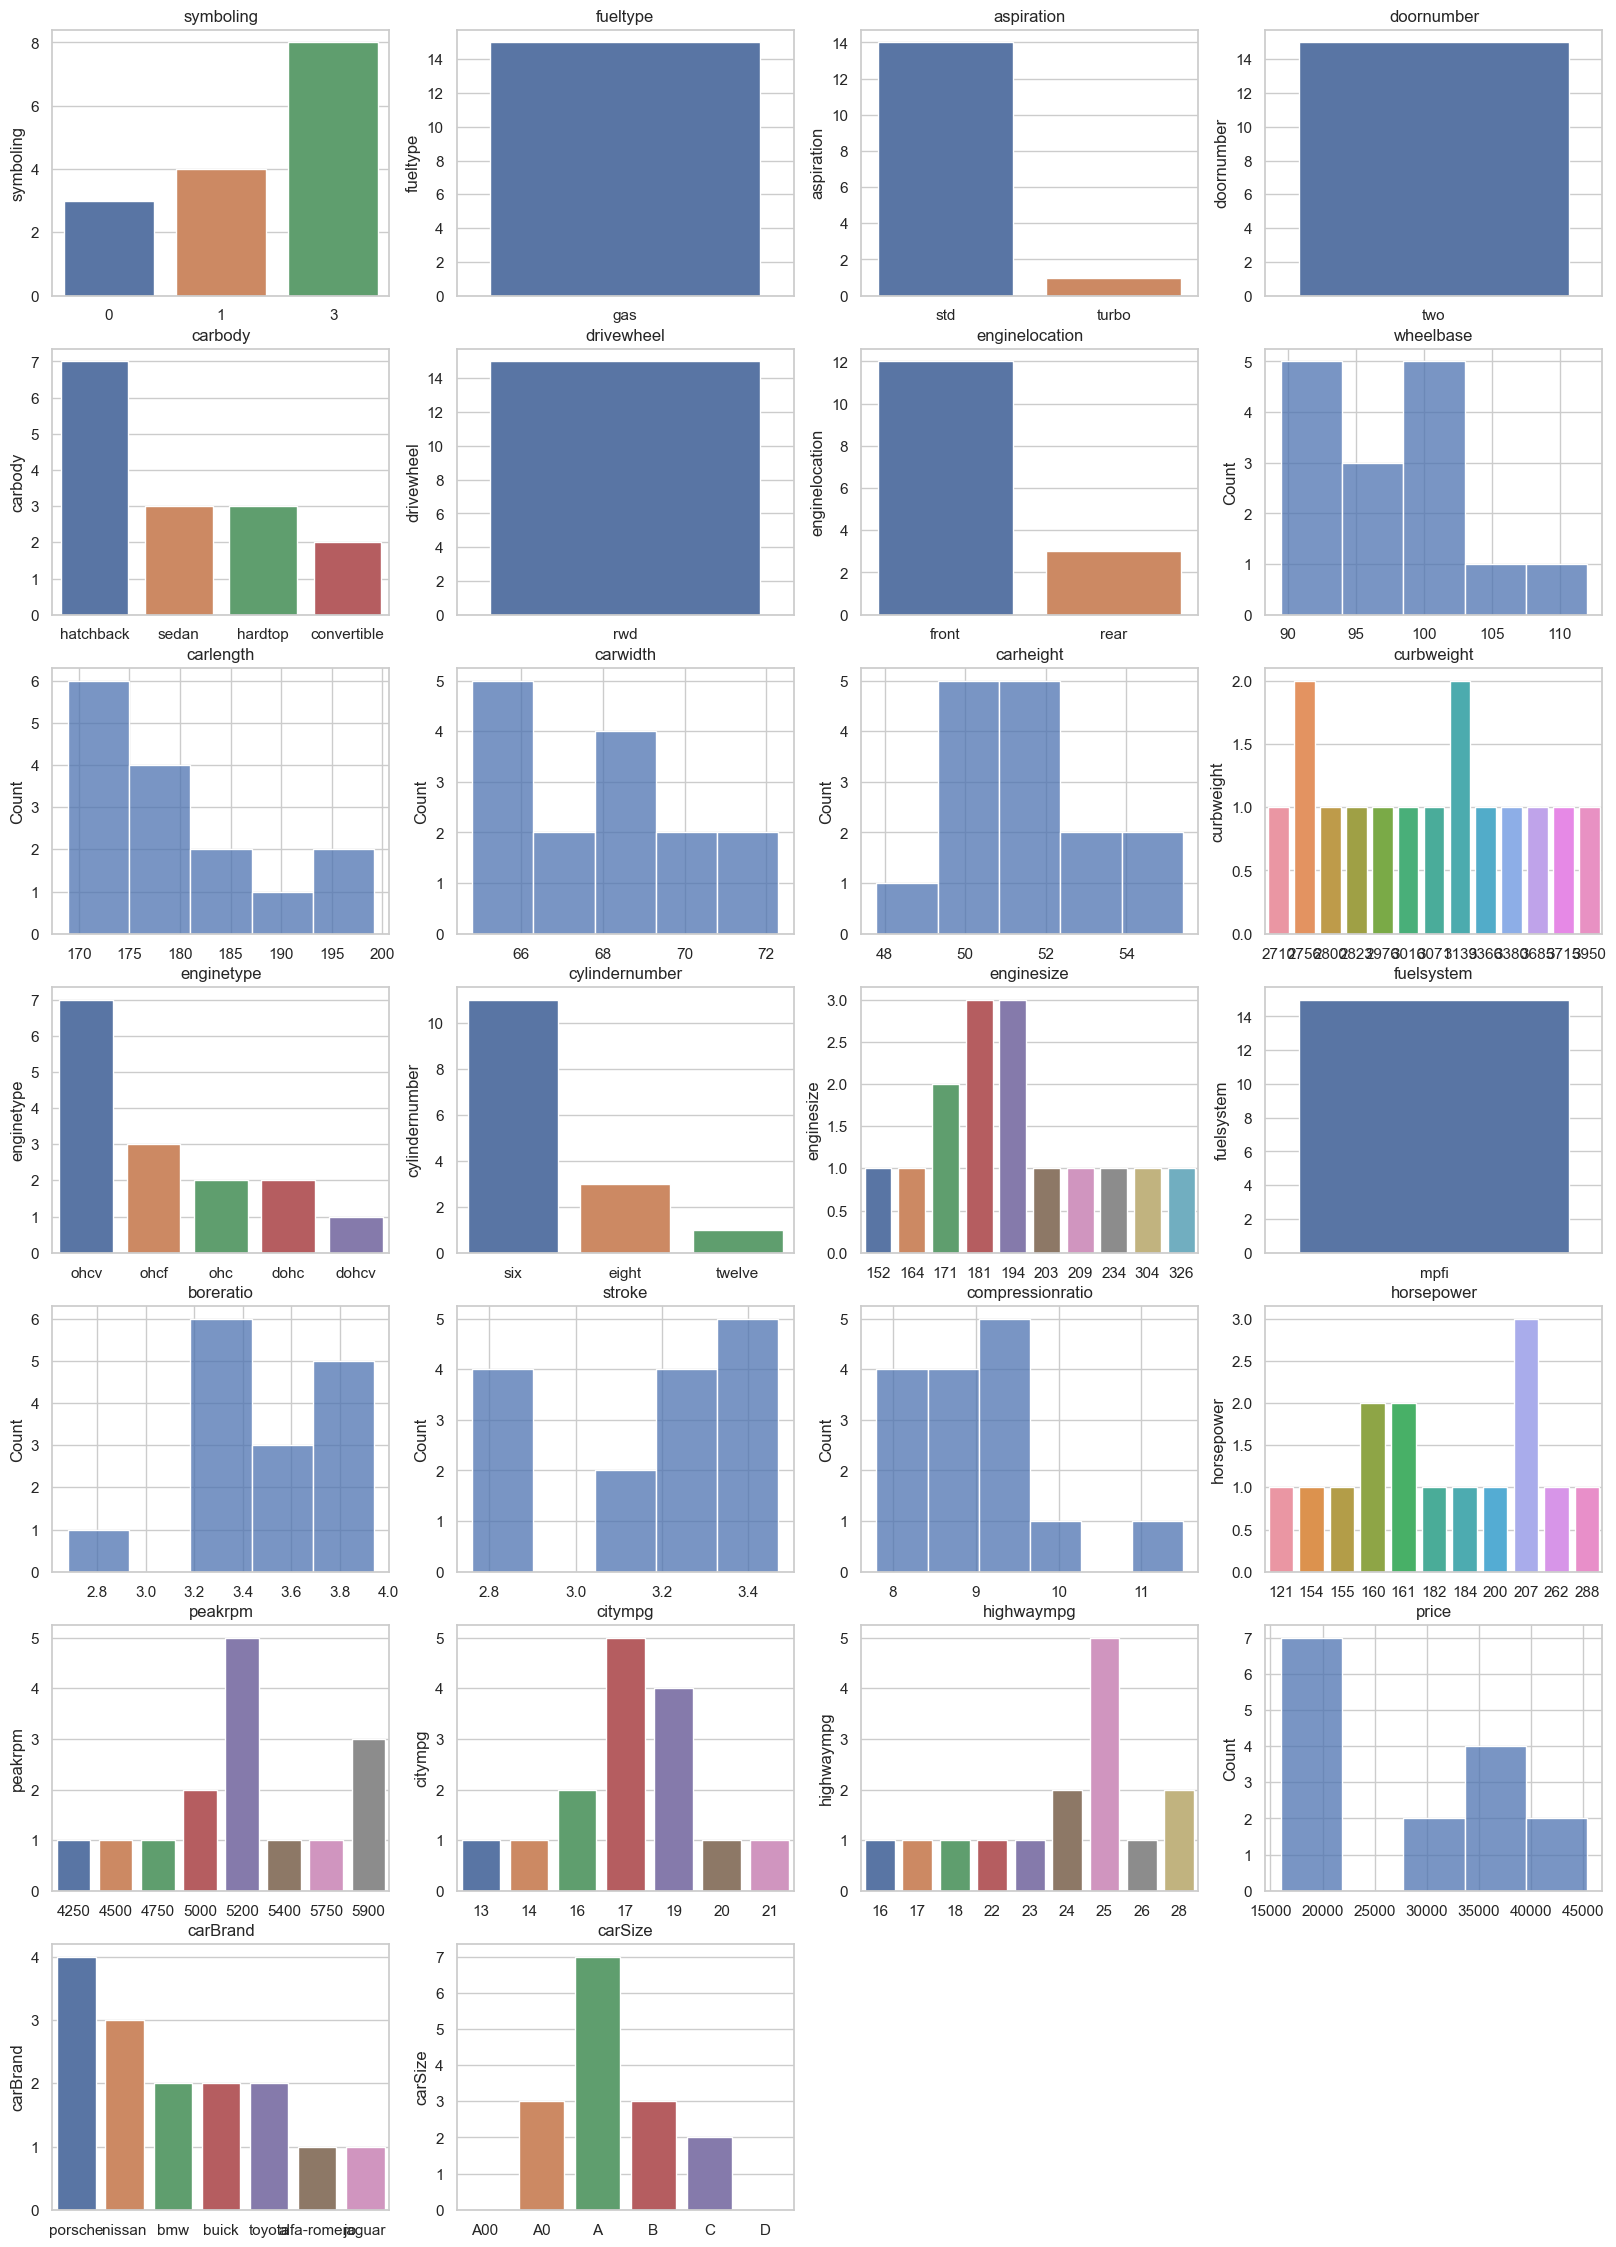 symboling
symboling
8
6
4
2
0
0 1 3
fueltype
fueltype
14
12
10
8
6
4
2
0
gas
aspiration
aspiration
14
12
10
8
6
4
2
0
std turbo
doornumber
doornumber
14
12
10
8
6
4
2
0
two
carbody
carbody
7
6
5
4
3
2
1
0
hatchback sedan hardtop convertible
drivewheel
drivewheel
14
12
10
8
6
4
2
0
rwd
enginelocation
enginelocation
12
10
8
6
4
2
0
front rear
wheelbase
Count
5
4
3
2
1
0
90 95 100 105 110
carlength
Count
6
5
4
3
2
1
0
170 175 180 185 190 195 200
carwidth
Count
5
4
3
2
1
0
66 68 70 72
carheight
Count
5
4
3
2
1
0
48 50 52 54
curbweight
curbweight
2.0
1.5
1.0
0.5
0.0
2710 2756 2800 2823 2976 3016 3071 3139 3366 3380 3685 3715 3950
enginetype
enginetype
7
6
5
4
3
2
1
0
ohcv ohcf ohc dohc dohcv
cylindernumber
cylindernumber
10
8
6
4
2
0
six eight twelve
enginesize
enginesize
3.0
2.5
2.0
1.5
1.0
0.5
0.0
152 164 171 181 194 203 209 234 304 326
fuelsystem
fuelsystem
14
12
10
8
6
4
2
0
mpfi
boreratio
Count
6
5
4
3
2
1
0
2.8 3.0 3.2 3.4 3.6 3.8 4.0
stroke
Count
5
4
3
2
1
0
2.8 3.0 3.2 3.4
compressionratio
Count
5
4
3
2
1
0
8 9 10 11
horsepower
horsepower
3.0
2.5
2.0
1.5
1.0
0.5
0.0
121 154 155 160 161 182 184 200 207 262 288
peakrpm
peakrpm
5
4
3
2
1
0
4250 4500 4750 5000 5200 5400 5750 5900
citympg
citympg
5
4
3
2
1
0
13 14 16 17 19 20 21
highwaympg
highwaympg
5
4
3
2
1
0
16 17 18 22 23 24 25 26 28
price
Count
7
6
5
4
3
2
1
0
15000 20000 25000 30000 35000 40000 45000
carBrand
carBrand
4
3
2
1
0
porsche nissan bmw buick toyota alfa-romero jaguar
carSize
carSize
7
6
5
4
3
2
1
0
A00 A0 A B C D